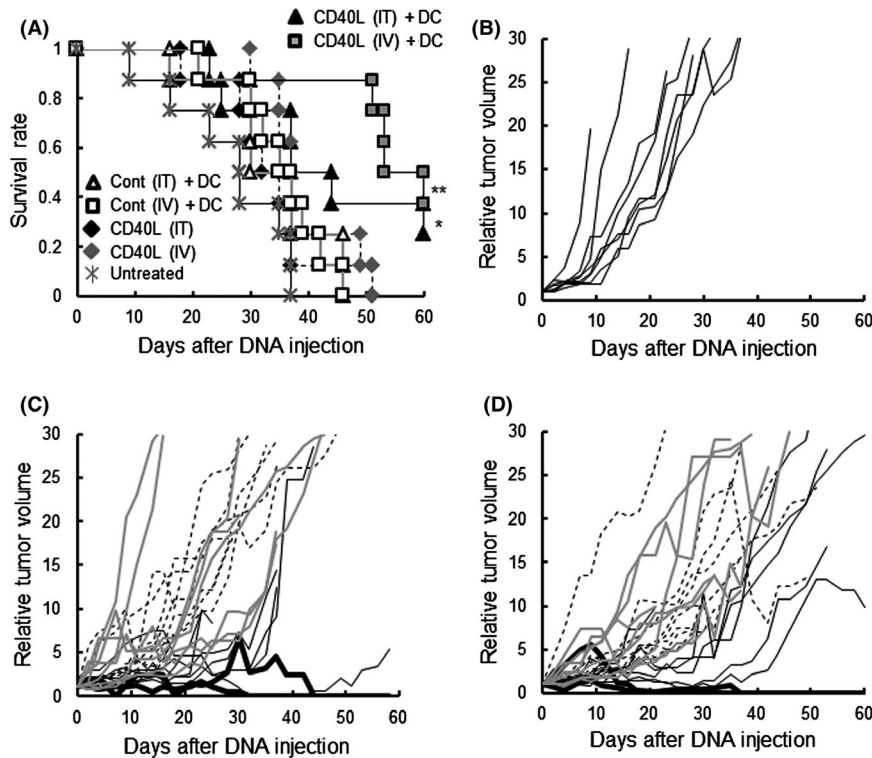 (A)
CD40L (IT) + DC
CD40L (IV) + DC
1
0.8
0.6
0.4
0.2
0
Survival rate
Cont (IT) + DC
Cont (IV) + DC
CD40L (IT)
CD40L (IV)
Untreated
**
*
0 10 20 30 40 50 60
Days after DNA injection
(B)
30
25
20
15
10
5
0
Relative tumor volume
0 10 20 30 40 50 60
Days after DNA injection
(C)
30
25
20
15
10
5
0
Relative tumor volume
0 10 20 30 40 50 60
Days after DNA injection
(D)
30
25
20
15
10
5
0
Relative tumor volume
0 10 20 30 40 50 60
Days after DNA injection